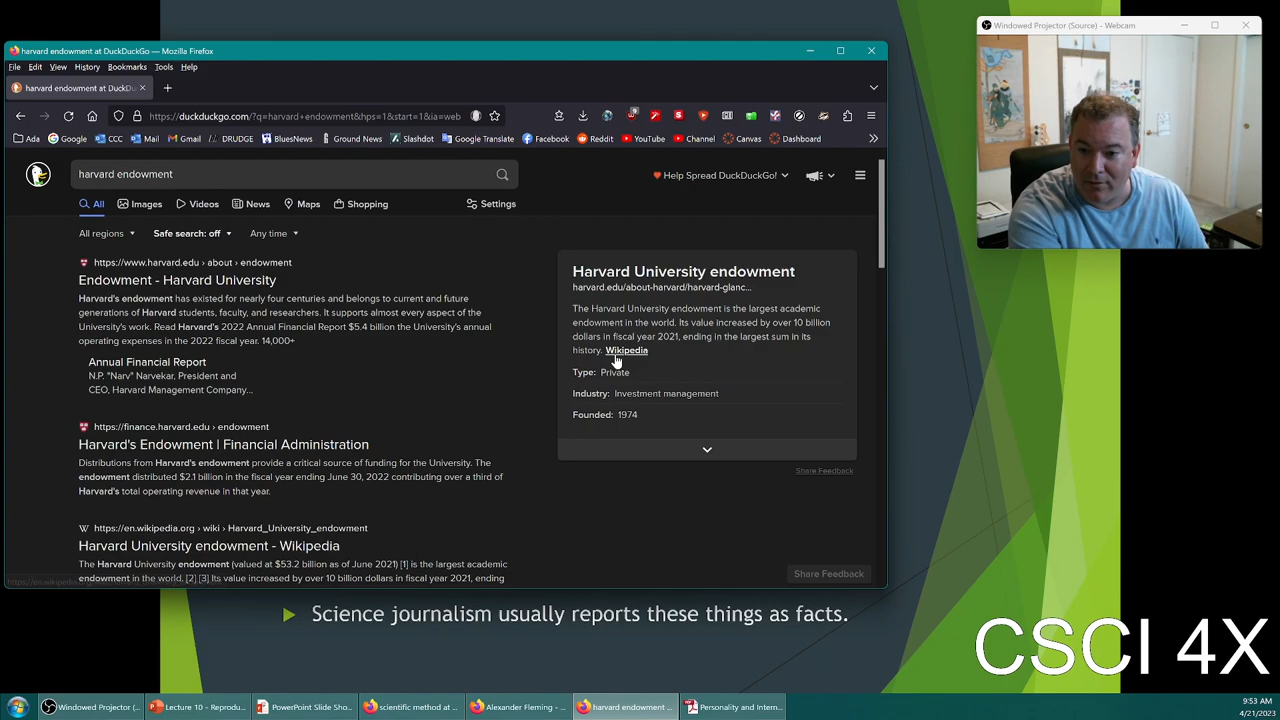 harvard endowment at DuckDuckGo — Mozilla Firefox
File Edit View History Bookmarks Tools Help
harvard endowment at DuckDu
https://duckduckgo.com/?q=harvard+endowment&hps=1&start=1&ia=web
Ada Google CCC Mail Gmail DRUDGE BluesNews Ground News Slashdot Google Translate Facebook Reddit YouTube Channel Canvas Dashboard
harvard endowment
Help Spread DuckDuckGo!
All Images Videos News Maps Shopping Settings
All regions Safe search: off Any time
https://www.harvard.edu › about › endowment
Endowment - Harvard University
Harvard's endowment has existed for nearly four centuries and belongs to current and future
generations of Harvard students, faculty, and researchers. It supports almost every aspect of the
University's work. Read Harvard's 2022 Annual Financial Report $5.4 billion the University's annual
operating expenses in the 2022 fiscal year. 14,000+
Annual Financial Report
N.P. "Narv" Narvekar, President and
CEO, Harvard Management Company...
https://finance.harvard.edu › endowment
Harvard's Endowment | Financial Administration
Distributions from Harvard's endowment provide a critical source of funding for the University. The
endowment distributed $2.1 billion in the fiscal year ending June 30, 2022 contributing over a third of
Harvard's total operating revenue in that year.
https://en.wikipedia.org › wiki › Harvard_University_endowment
Harvard University endowment - Wikipedia
The Harvard University endowment (valued at $53.2 billion as of June 2021) [1] is the largest academic
endowment in the world. [2] [3] Its value increased by over 10 billion dollars in fiscal year 2021, ending
Harvard University endowment
harvard.edu/about-harvard/harvard-glanc...
The Harvard University endowment is the largest academic
endowment in the world. Its value increased by over 10 billion
dollars in fiscal year 2021, ending in the largest sum in its
history. Wikipedia
Type: Private
Industry: Investment management
Founded: 1974
Share Feedback
Share Feedback
Windowed Projector (Source) - Webcam
Science journalism usually reports these things as facts.
CSCI 4X
Windowed Projector (... Lecture 10 - Reprodu... PowerPoint Slide Sho... scientific method at ... Alexander Fleming - ... harvard endowment ... Personality and Intern...
9:53 AM
4/21/2023